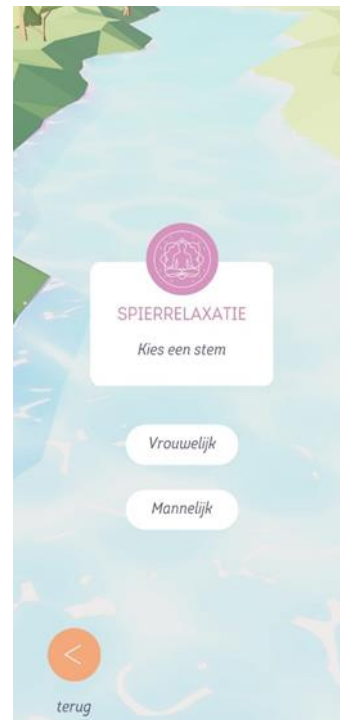 SPIERRELAXATIE
Kies een stem
Vrouwelijk
Mannelijk
terug